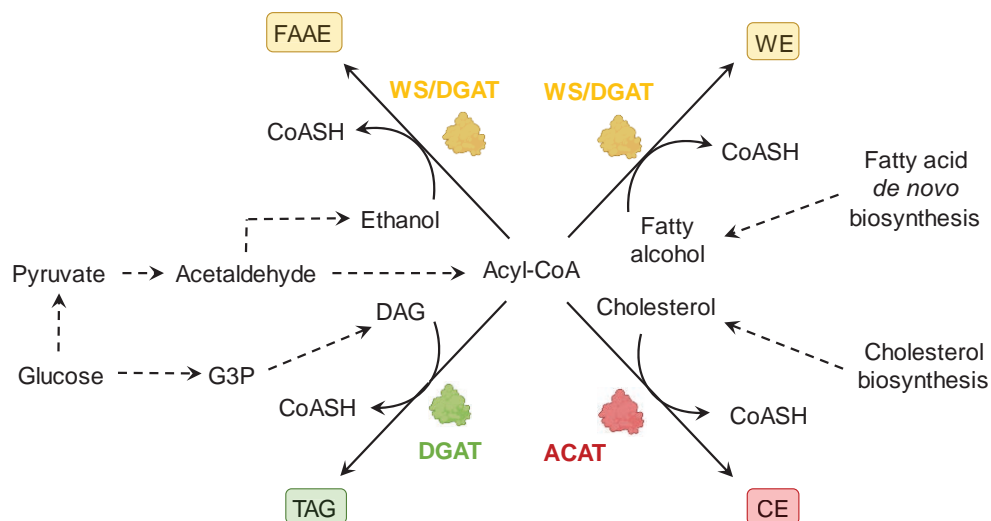 FAAE
WE
WS/DGAT
WS/DGAT
CoASH
CoASH
Fatty acid
de novo
biosynthesis
Ethanol
Fatty
alcohol
Pyruvate
Acetaldehyde
Acyl-CoA
DAG
Cholesterol
Glucose
G3P
Cholesterol
biosynthesis
CoASH
CoASH
DGAT
ACAT
TAG
CE